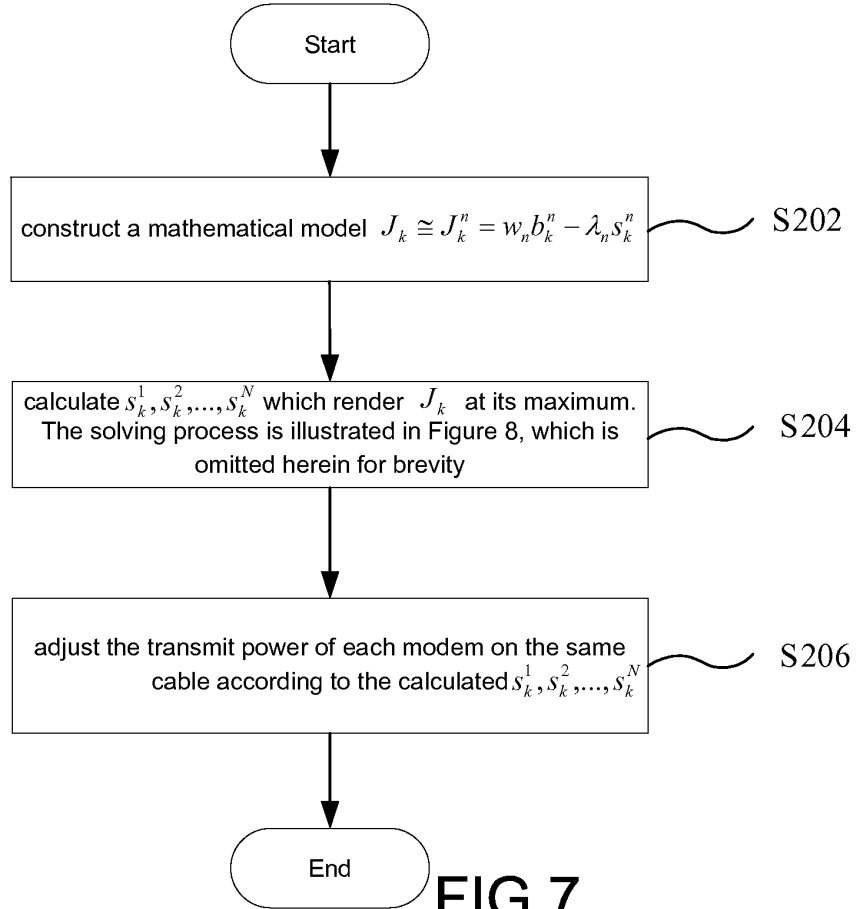 Start
construct a mathematical model $J_k \cong J_k^n = w_n b_k^n - \lambda_n s_k^n$
S202
calculate $s_k^1, s_k^2, ..., s_k^N$ which render $J_k$ at its maximum.
The solving process is illustrated in Figure 8, which is
omitted herein for brevity
S204
adjust the transmit power of each modem on the same
cable according to the calculated $s_k^1, s_k^2, ..., s_k^N$
S206
End
FIG.7